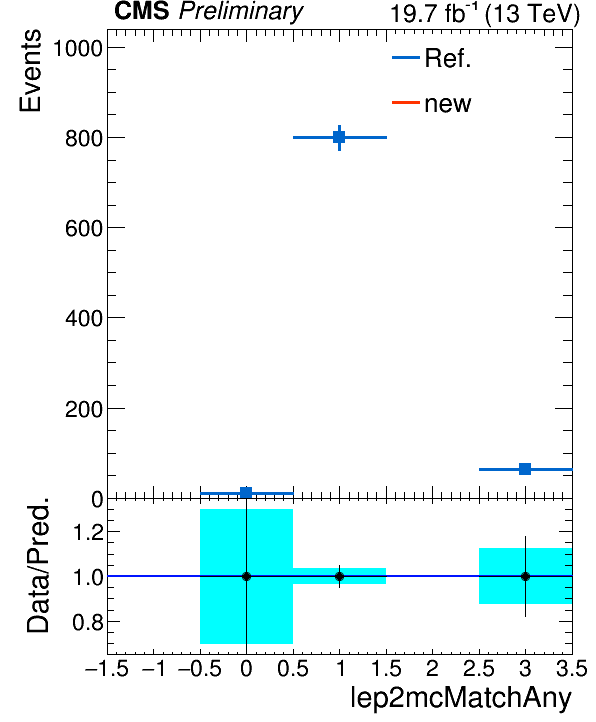 CMS Preliminary 19.7 fb⁻¹ (13 TeV)
Events
1000
800
600
400
200
0
Ref.
new
Data/Pred.
1.2
1.0
0.8
−1.5 −1 −0.5 0 0.5 1 1.5 2 2.5 3 3.5
lep2mcMatchAny